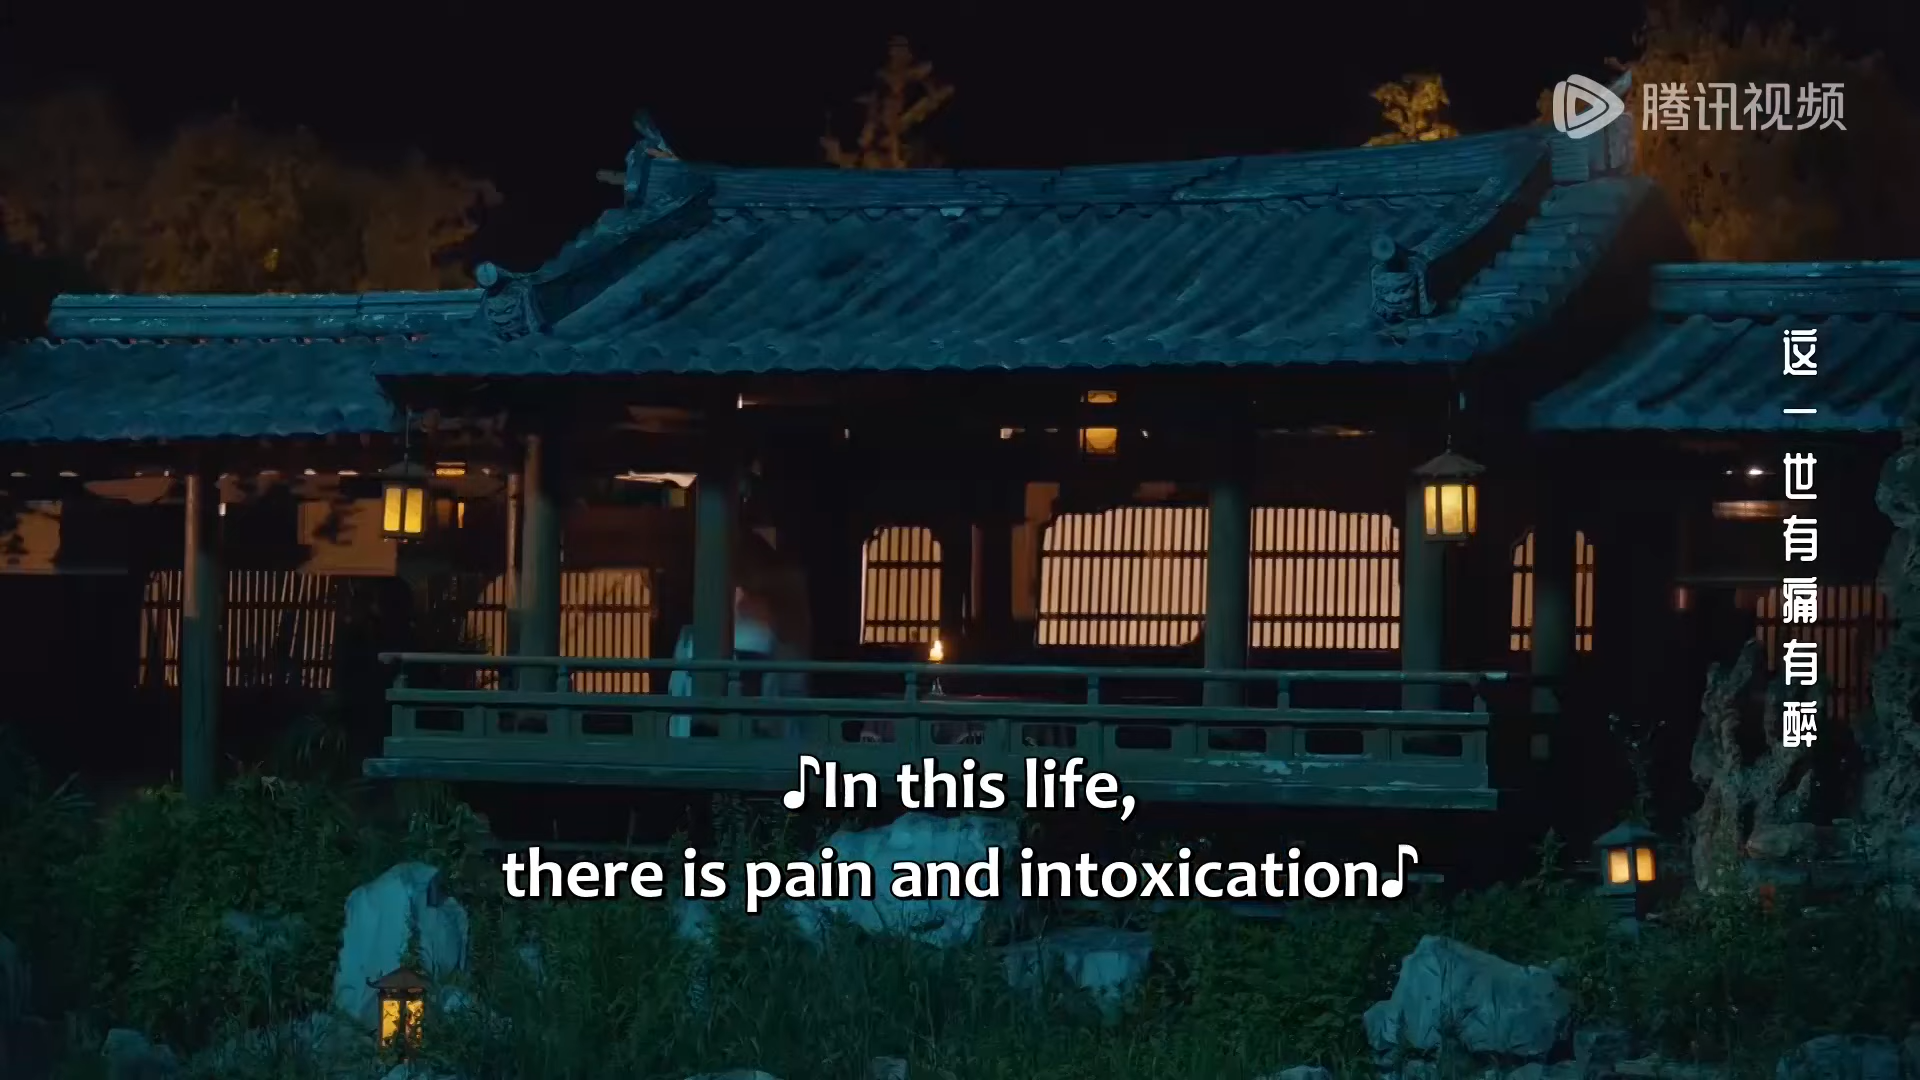 腾讯视频
这一世有痛有醉
♪In this life,
there is pain and intoxication♪